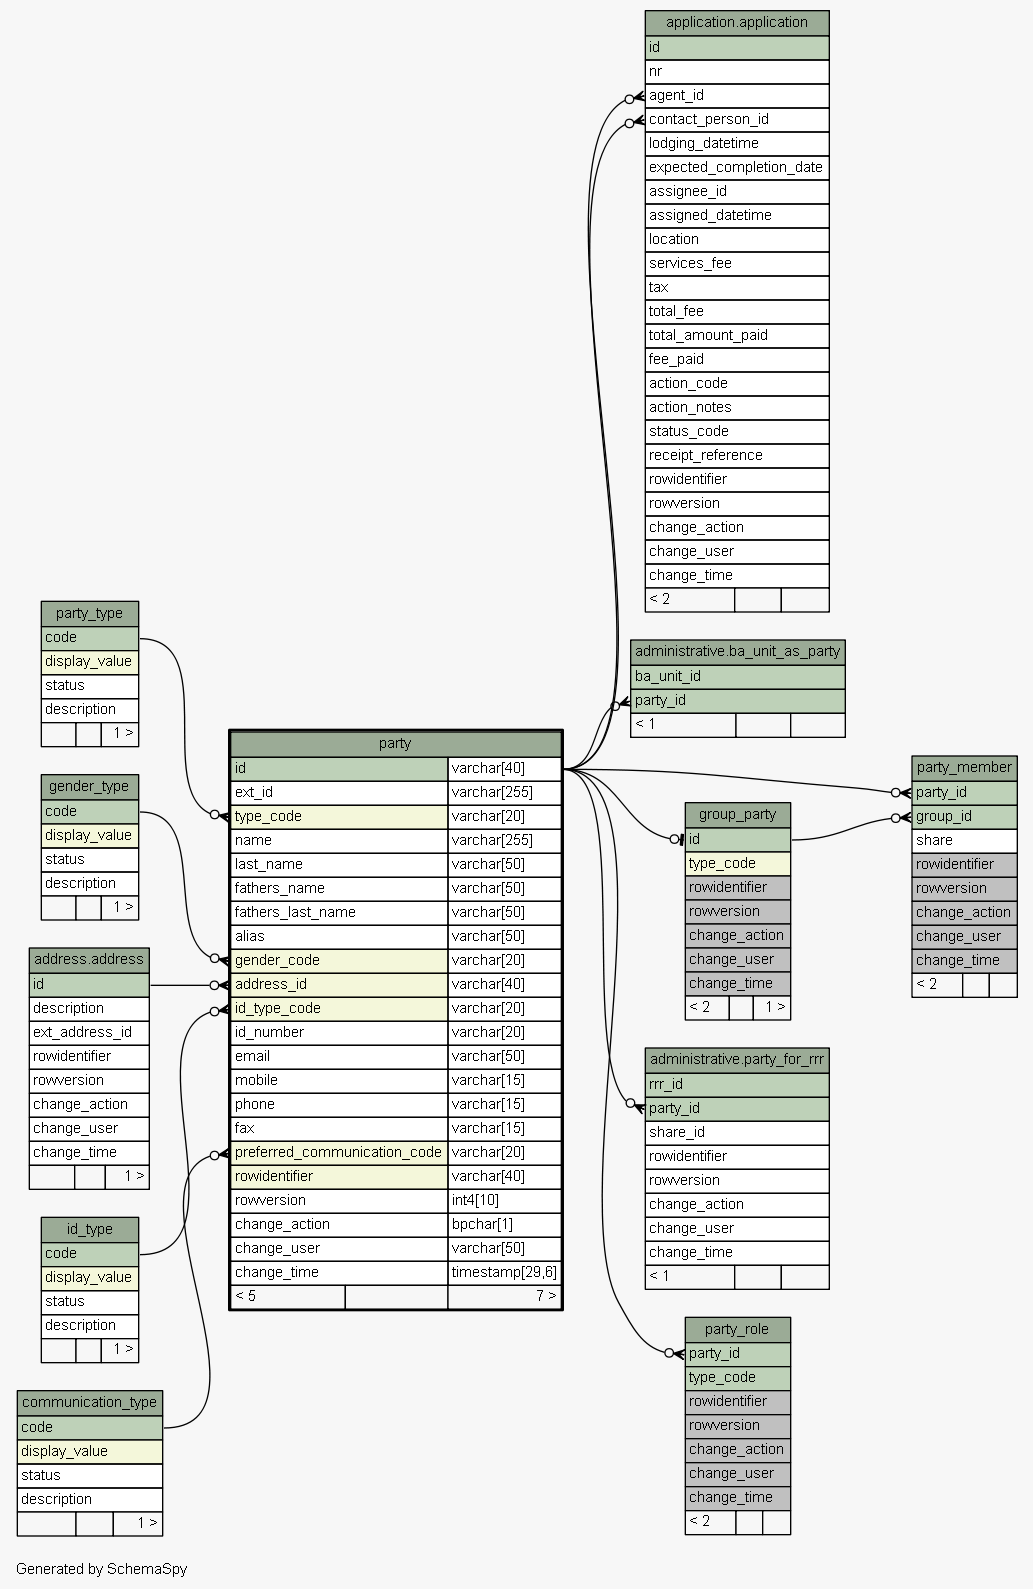 application.application
id
nr
agent_id
contact_person_id
lodging_datetime
expected_completion_date
assignee_id
assigned_datetime
location
services_fee
tax
total_fee
total_amount_paid
fee_paid
action_code
action_notes
status_code
receipt_reference
rowidentifier
rowversion
change_action
change_user
change_time
< 2
party_type
code
display_value
status
description
1 >
gender_type
code
display_value
status
description
1 >
address.address
id
description
ext_address_id
rowidentifier
rowversion
change_action
change_user
change_time
1 >
id_type
code
display_value
status
description
1 >
communication_type
code
display_value
status
description
1 >
party
id varchar[40]
ext_id varchar[255]
type_code varchar[20]
name varchar[255]
last_name varchar[50]
fathers_name varchar[50]
fathers_last_name varchar[50]
alias varchar[50]
gender_code varchar[20]
address_id varchar[40]
id_type_code varchar[20]
id_number varchar[20]
email varchar[50]
mobile varchar[15]
phone varchar[15]
fax varchar[15]
preferred_communication_code varchar[20]
rowidentifier varchar[40]
rowversion int4[10]
change_action bpchar[1]
change_user varchar[50]
change_time timestamp[29,6]
< 5 7 >
administrative.ba_unit_as_party
ba_unit_id
party_id
< 1
group_party
id
type_code
rowidentifier
rowversion
change_action
change_user
change_time
< 2 1 >
party_member
party_id
group_id
share
rowidentifier
rowversion
change_action
change_user
change_time
< 2
administrative.party_for_rrr
rrr_id
party_id
share_id
rowidentifier
rowversion
change_action
change_user
change_time
< 1
party_role
party_id
type_code
rowidentifier
rowversion
change_action
change_user
change_time
< 2
Generated by SchemaSpy